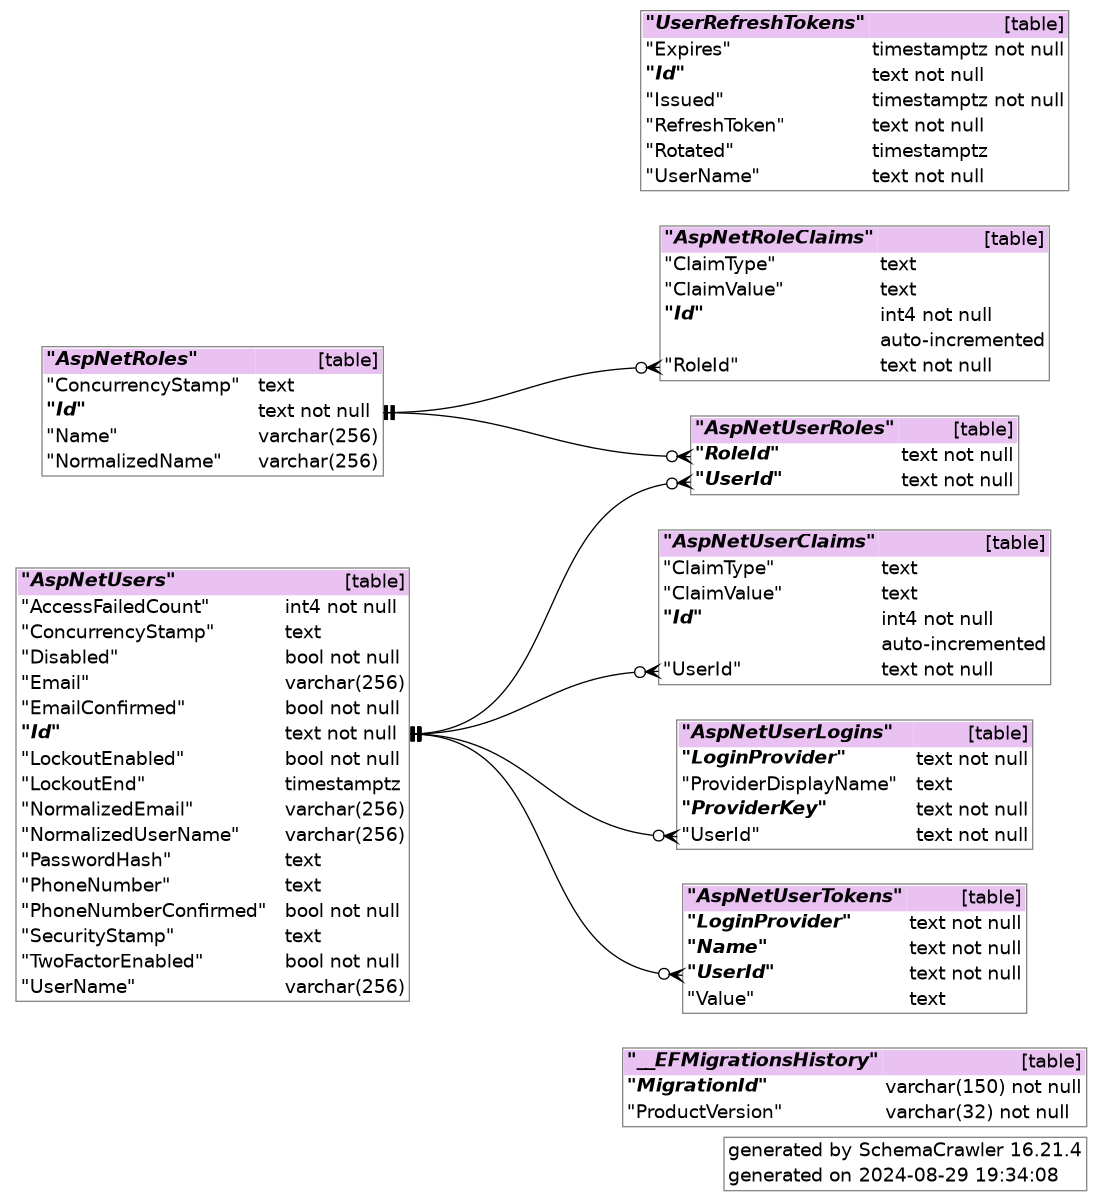 "UserRefreshTokens" [table]
"Expires" timestamptz not null
"Id" text not null
"Issued" timestamptz not null
"RefreshToken" text not null
"Rotated" timestamptz
"UserName" text not null
"AspNetRoleClaims" [table]
"ClaimType" text
"ClaimValue" text
"Id" int4 not null
auto-incremented
"RoleId" text not null
"AspNetRoles" [table]
"ConcurrencyStamp" text
"Id" text not null
"Name" varchar(256)
"NormalizedName" varchar(256)
"AspNetUserRoles" [table]
"RoleId" text not null
"UserId" text not null
"AspNetUserClaims" [table]
"ClaimType" text
"ClaimValue" text
"Id" int4 not null
auto-incremented
"UserId" text not null
"AspNetUsers" [table]
"AccessFailedCount" int4 not null
"ConcurrencyStamp" text
"Disabled" bool not null
"Email" varchar(256)
"EmailConfirmed" bool not null
"Id" text not null
"LockoutEnabled" bool not null
"LockoutEnd" timestamptz
"NormalizedEmail" varchar(256)
"NormalizedUserName" varchar(256)
"PasswordHash" text
"PhoneNumber" text
"PhoneNumberConfirmed" bool not null
"SecurityStamp" text
"TwoFactorEnabled" bool not null
"UserName" varchar(256)
"AspNetUserLogins" [table]
"LoginProvider" text not null
"ProviderDisplayName" text
"ProviderKey" text not null
"UserId" text not null
"AspNetUserTokens" [table]
"LoginProvider" text not null
"Name" text not null
"UserId" text not null
"Value" text
"__EFMigrationsHistory" [table]
"MigrationId" varchar(150) not null
"ProductVersion" varchar(32) not null
generated by SchemaCrawler 16.21.4
generated on 2024-08-29 19:34:08